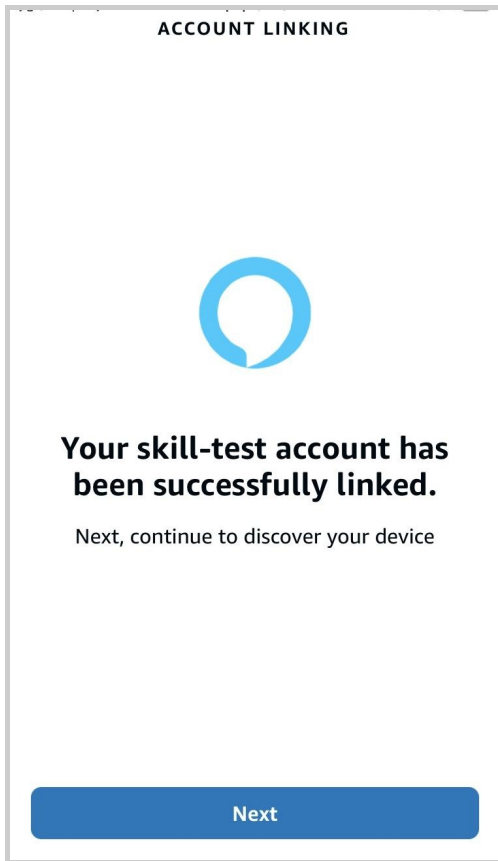 ACCOUNT LINKING
Your skill-test account has
been successfully linked.
Next, continue to discover your device
Next